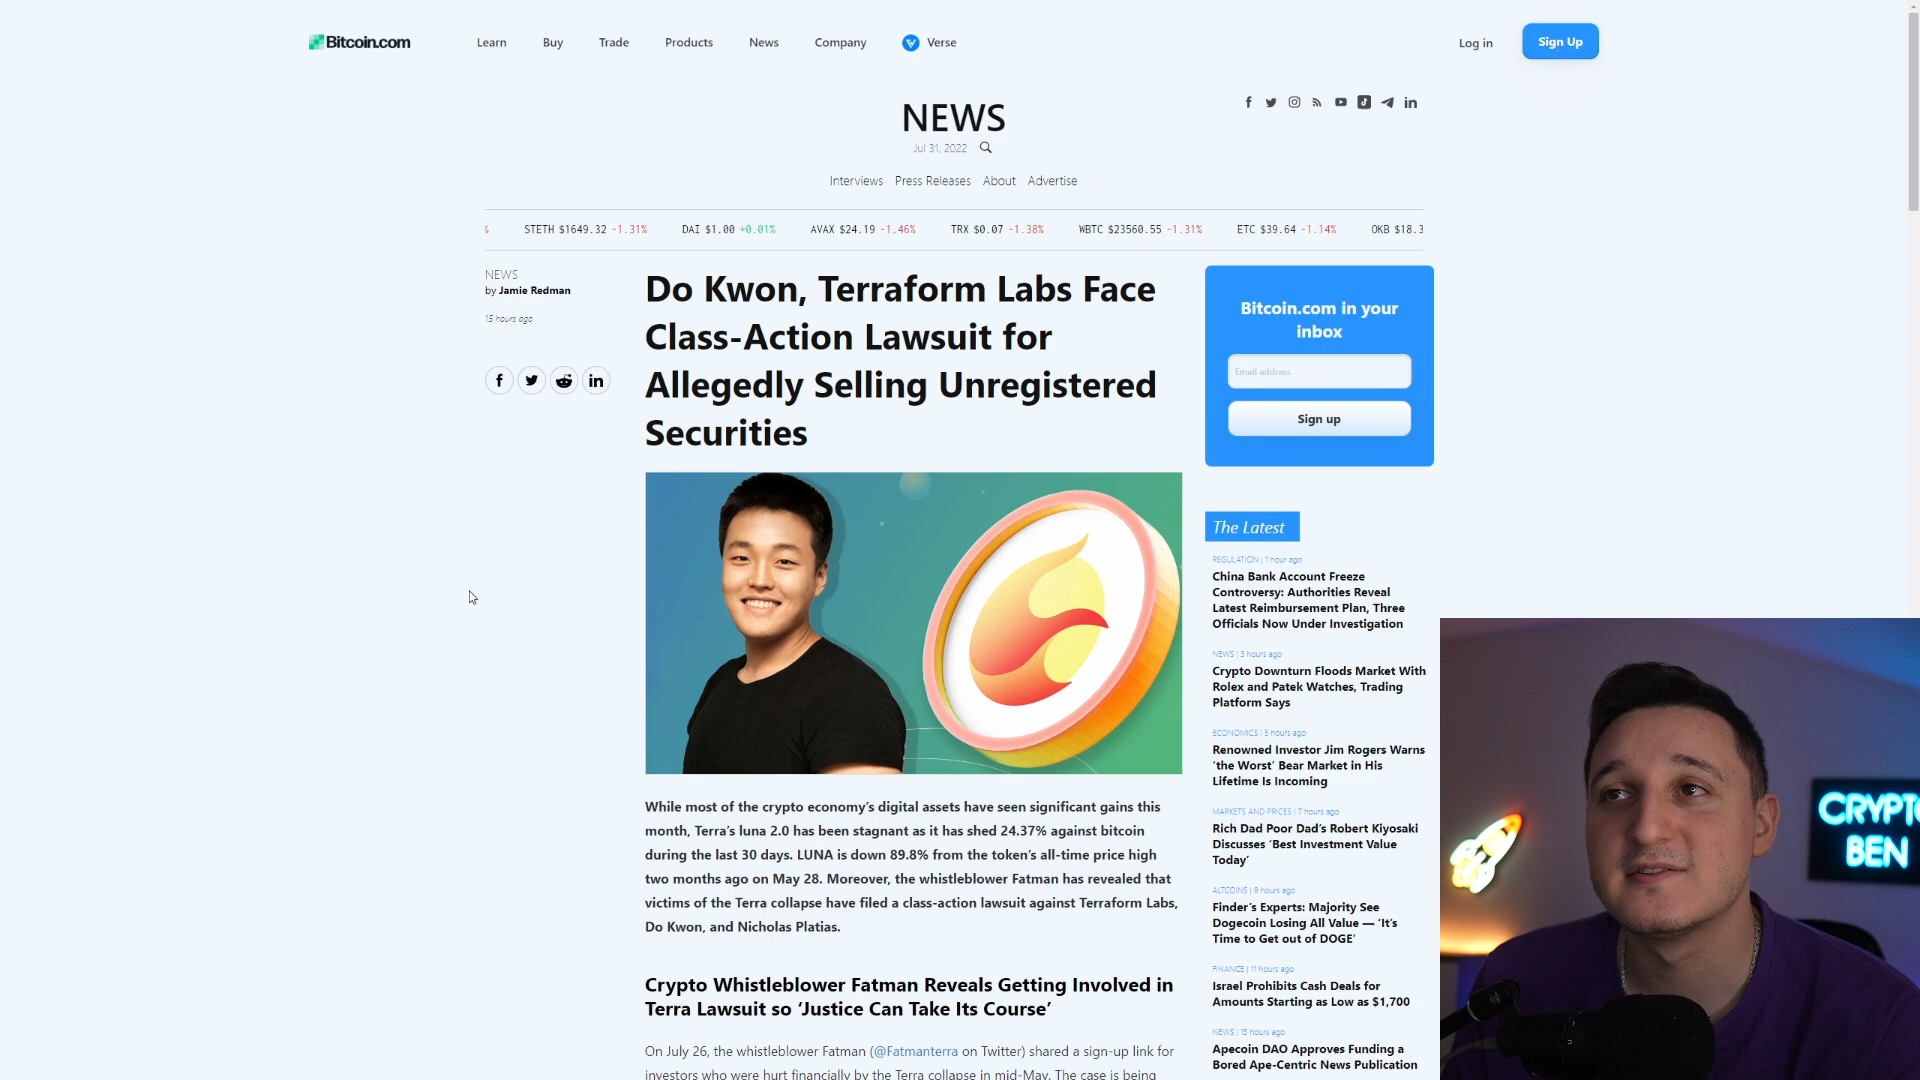 Bitcoin.com
Learn Buy Trade Products News Company Verse
Log in Sign Up
NEWS
Jul 31, 2022
Interviews Press Releases About Advertise
% STETH $1649.32 -1.31% DAI $1.00 +0.01% AVAX $24.19 -1.46% TRX $0.07 -1.38% WBTC $23560.55 -1.31% ETC $39.64 -1.14% OKB $18.3
NEWS
by Jamie Redman
15 hours ago
Do Kwon, Terraform Labs Face
Class-Action Lawsuit for
Allegedly Selling Unregistered
Securities
While most of the crypto economy’s digital assets have seen significant gains this
month, Terra’s luna 2.0 has been stagnant as it has shed 24.37% against bitcoin
during the last 30 days. LUNA is down 89.8% from the token’s all-time price high
two months ago on May 28. Moreover, the whistleblower Fatman has revealed that
victims of the Terra collapse have filed a class-action lawsuit against Terraform Labs,
Do Kwon, and Nicholas Platias.
Crypto Whistleblower Fatman Reveals Getting Involved in
Terra Lawsuit so ‘Justice Can Take Its Course’
On July 26, the whistleblower Fatman (@Fatmanterra on Twitter) shared a sign-up link for
investors who were hurt financially by the Terra collapse in mid-May. The case is being
Bitcoin.com in your
inbox
Email address
Sign up
The Latest
REGULATION | 1 hour ago
China Bank Account Freeze
Controversy: Authorities Reveal
Latest Reimbursement Plan, Three
Officials Now Under Investigation
NEWS | 3 hours ago
Crypto Downturn Floods Market With
Rolex and Patek Watches, Trading
Platform Says
ECONOMICS | 5 hours ago
Renowned Investor Jim Rogers Warns
‘the Worst’ Bear Market in His
Lifetime Is Incoming
MARKETS AND PRICES | 7 hours ago
Rich Dad Poor Dad’s Robert Kiyosaki
Discusses ‘Best Investment Value
Today’
ALTCOINS | 9 hours ago
Finder’s Experts: Majority See
Dogecoin Losing All Value — ‘It’s
Time to Get out of DOGE’
FINANCE | 11 hours ago
Israel Prohibits Cash Deals for
Amounts Starting as Low as $1,700
NEWS | 13 hours ago
Apecoin DAO Approves Funding a
Bored Ape-Centric News Publication
CRYPTO
BEN